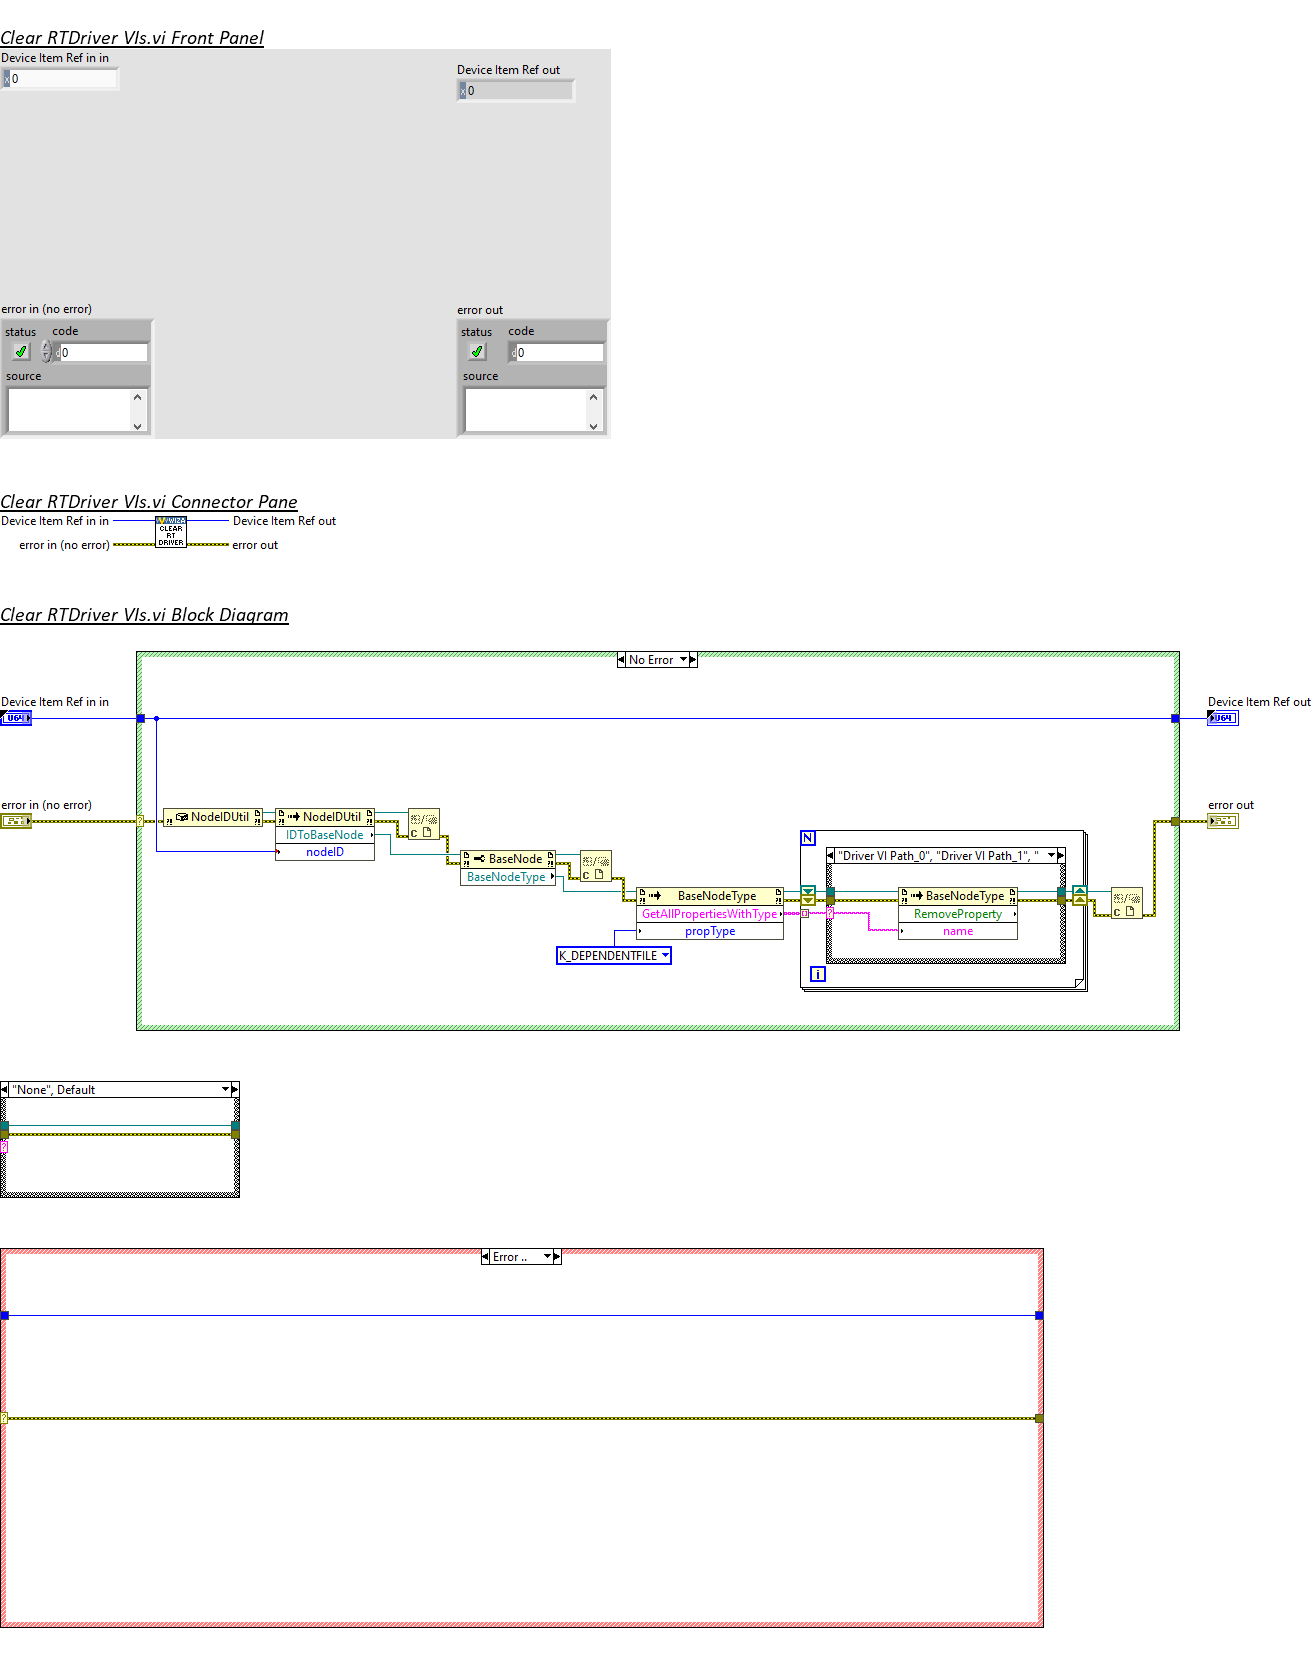 Clear RTDriver VIs.vi Front Panel
Device Item Ref in in
x 0
Device Item Ref out
x 0
error in (no error)
status code
d 0
source
error out
status code
d 0
source
Clear RTDriver VIs.vi Connector Pane
Device Item Ref in in
CLEAR
RT
DRIVER
Device Item Ref out
error in (no error)
error out
Clear RTDriver VIs.vi Block Diagram
No Error
Device Item Ref in in
U64
Device Item Ref out
U64
error in (no error)
error out
NodeIDUtil
NodeIDUtil
IDToBaseNode
nodeID
C
BaseNode
BaseNodeType
C
BaseNodeType
GetAllPropertiesWithType
propType
K_DEPENDENTFILE
N
"Driver VI Path_0", "Driver VI Path_1", "
BaseNodeType
RemoveProperty
name
i
C
"None", Default
?
Error ..
?